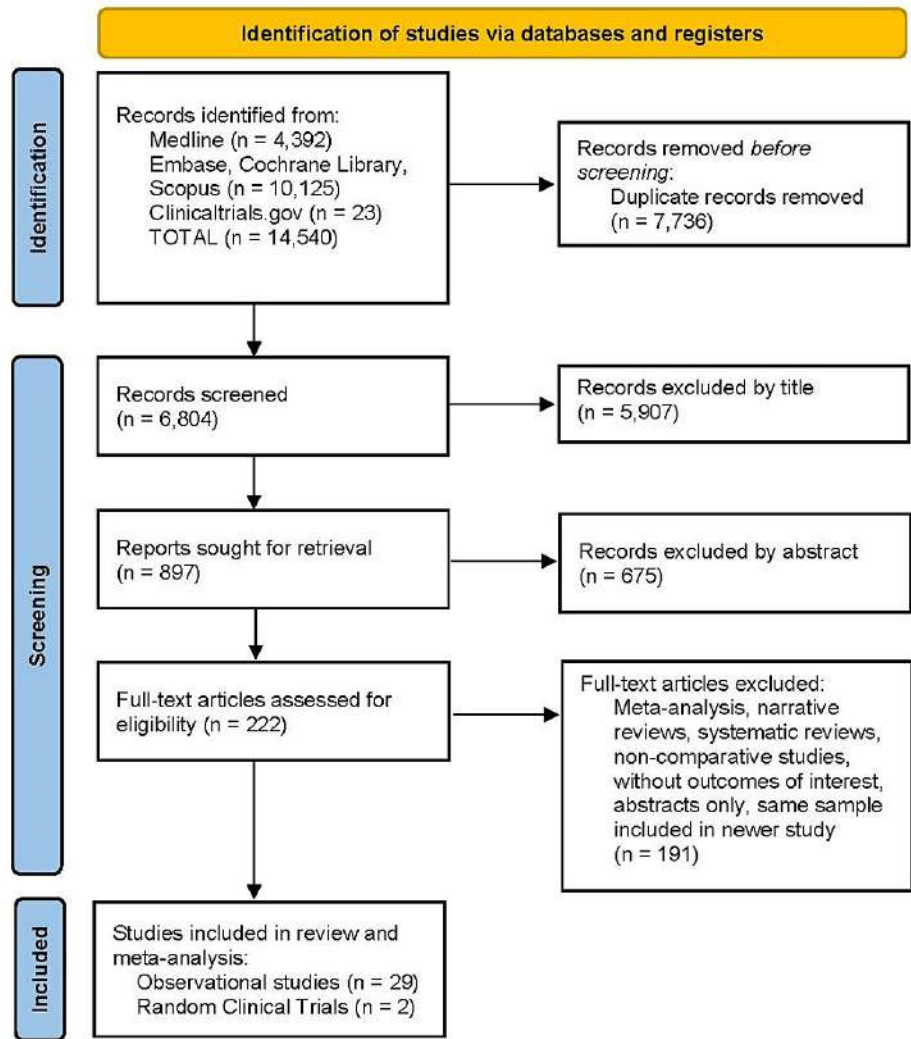 Identification of studies via databases and registers
Identification
Records identified from:
Medline (n = 4,392)
Embase, Cochrane Library,
Scopus (n = 10,125)
Clinicaltrials.gov (n = 23)
TOTAL (n = 14,540)
Records removed before
screening:
Duplicate records removed
(n = 7,736)
Screening
Records screened
(n = 6,804)
Records excluded by title
(n = 5,907)
Reports sought for retrieval
(n = 897)
Records excluded by abstract
(n = 675)
Full-text articles assessed for
eligibility (n = 222)
Full-text articles excluded:
Meta-analysis, narrative
reviews, systematic reviews,
non-comparative studies,
without outcomes of interest,
abstracts only, same sample
included in newer study
(n = 191)
Included
Studies included in review and
meta-analysis:
Observational studies (n = 29)
Random Clinical Trials (n = 2)